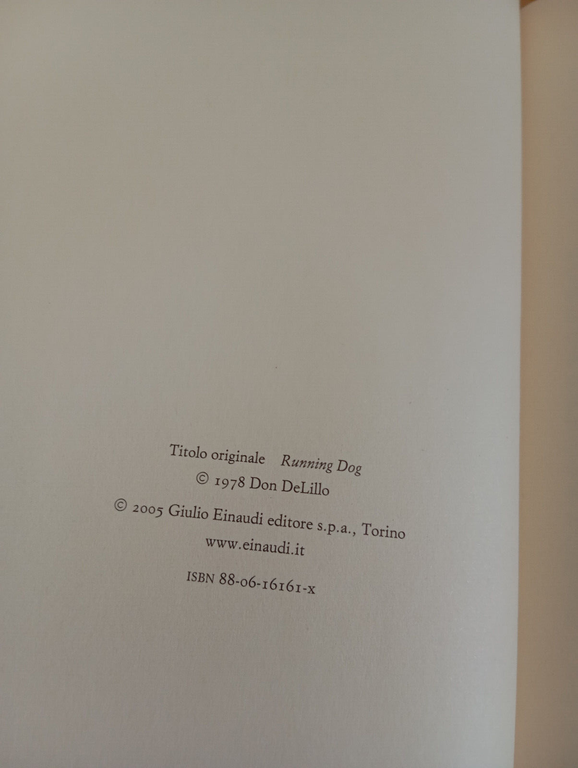 Titolo originale Running Dog
© 1978 Don DeLillo
© 2005 Giulio Einaudi editore s.p.a., Torino
www.einaudi.it
ISBN 88-06-16161-x